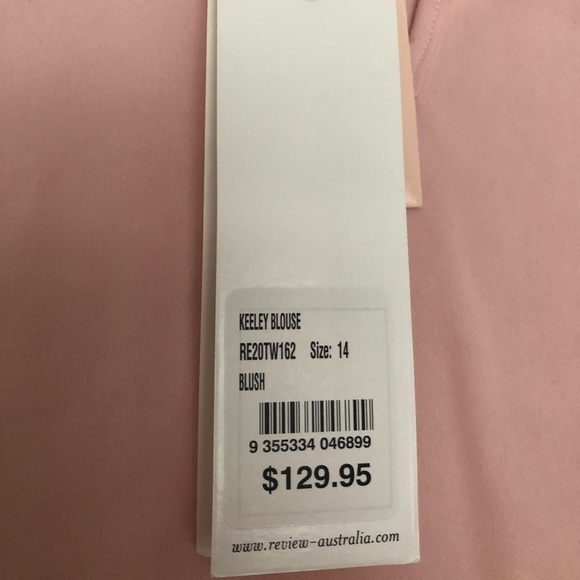 KEELEY BLOUSE
RE20TW162 Size: 14
BLUSH
9 355334 046899
$129.95
www.review-australia.com